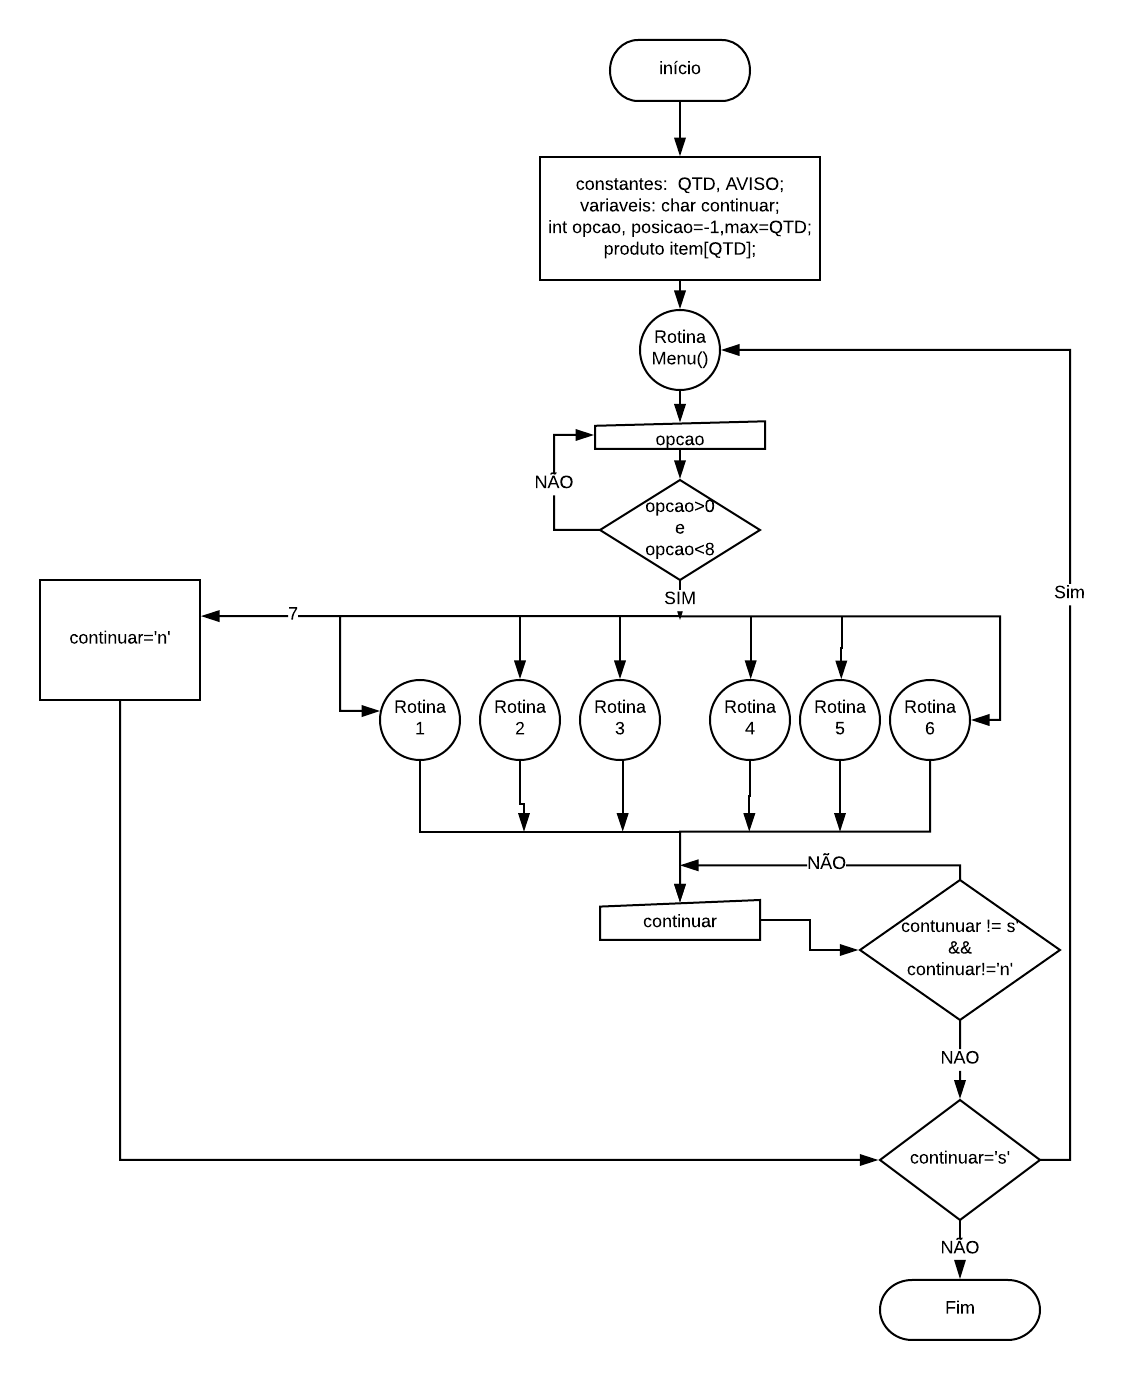 início
constantes:  QTD, AVISO;
variaveis: char continuar;
int opcao, posicao=-1,max=QTD;
produto item[QTD];
Rotina
Menu()
opcao
NÃO
opcao>0
e
opcao<8
SIM
Sim
7
continuar='n'
Rotina
1
Rotina
2
Rotina
3
Rotina
4
Rotina
5
Rotina
6
NÃO
continuar
contunuar != s'
&&
continuar!='n'
NÃO
continuar='s'
NÃO
Fim